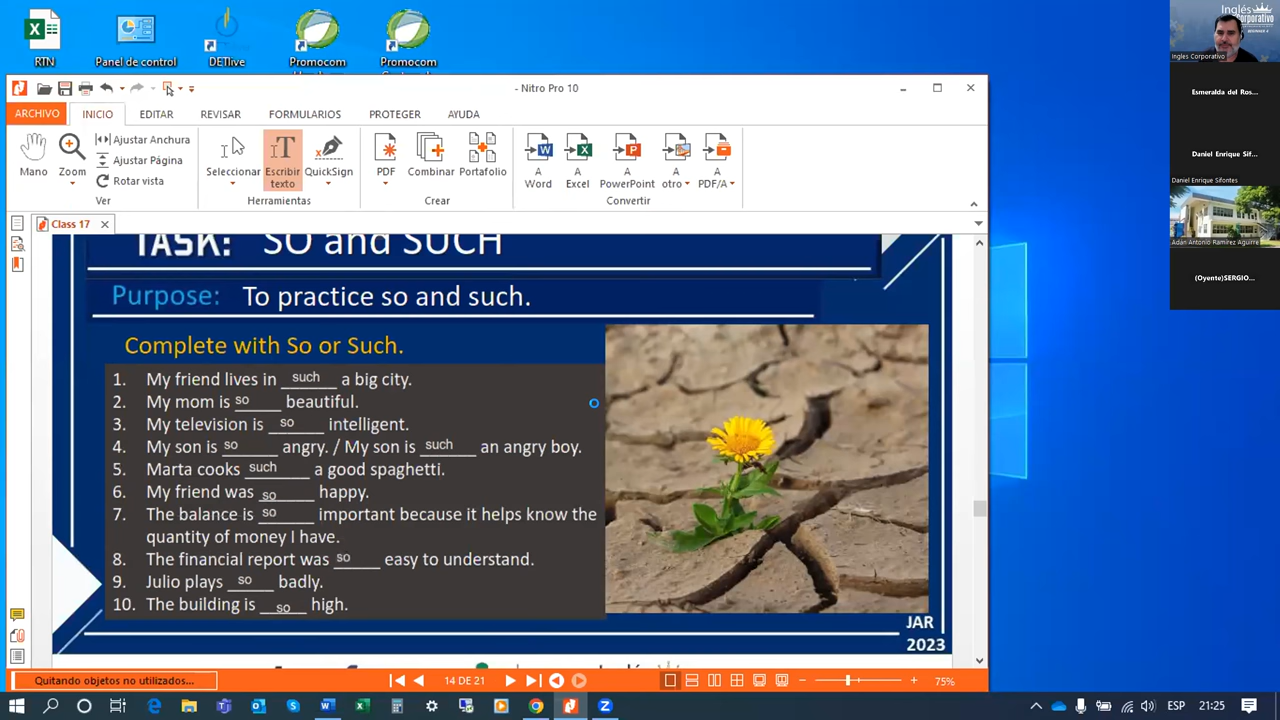 Inglés
Corporativo
BEGINNER 4
Ingles Corporativo
RTN
Panel de control
DETlive
Promocom
Promocom
Esmeralda del Ros...
Daniel Enrique Sif...
Daniel Enrique Sifontes
Adán Antonio Ramírez Aguirre
(Oyente)SERGIO...
- Nitro Pro 10
ARCHIVO INICIO EDITAR REVISAR FORMULARIOS PROTEGER AYUDA
Mano
Zoom
Ajustar Anchura
Ajustar Página
Rotar vista
Ver
Seleccionar
Escribir texto
QuickSign
Herramientas
PDF
Combinar
Portafolio
Crear
A Word
A Excel
A PowerPoint
A otro
A PDF/A
Convertir
Class 17
TASK: SO and SUCH
Purpose: To practice so and such.
Complete with So or Such.
1. My friend lives in such a big city.
2. My mom is so beautiful.
3. My television is so intelligent.
4. My son is so angry. / My son is such an angry boy.
5. Marta cooks such a good spaghetti.
6. My friend was so happy.
7. The balance is so important because it helps know the
quantity of money I have.
8. The financial report was so easy to understand.
9. Julio plays so badly.
10. The building is so high.
JAR
2023
Quitando objetos no utilizados...
14 DE 21
75%
ESP
21:25